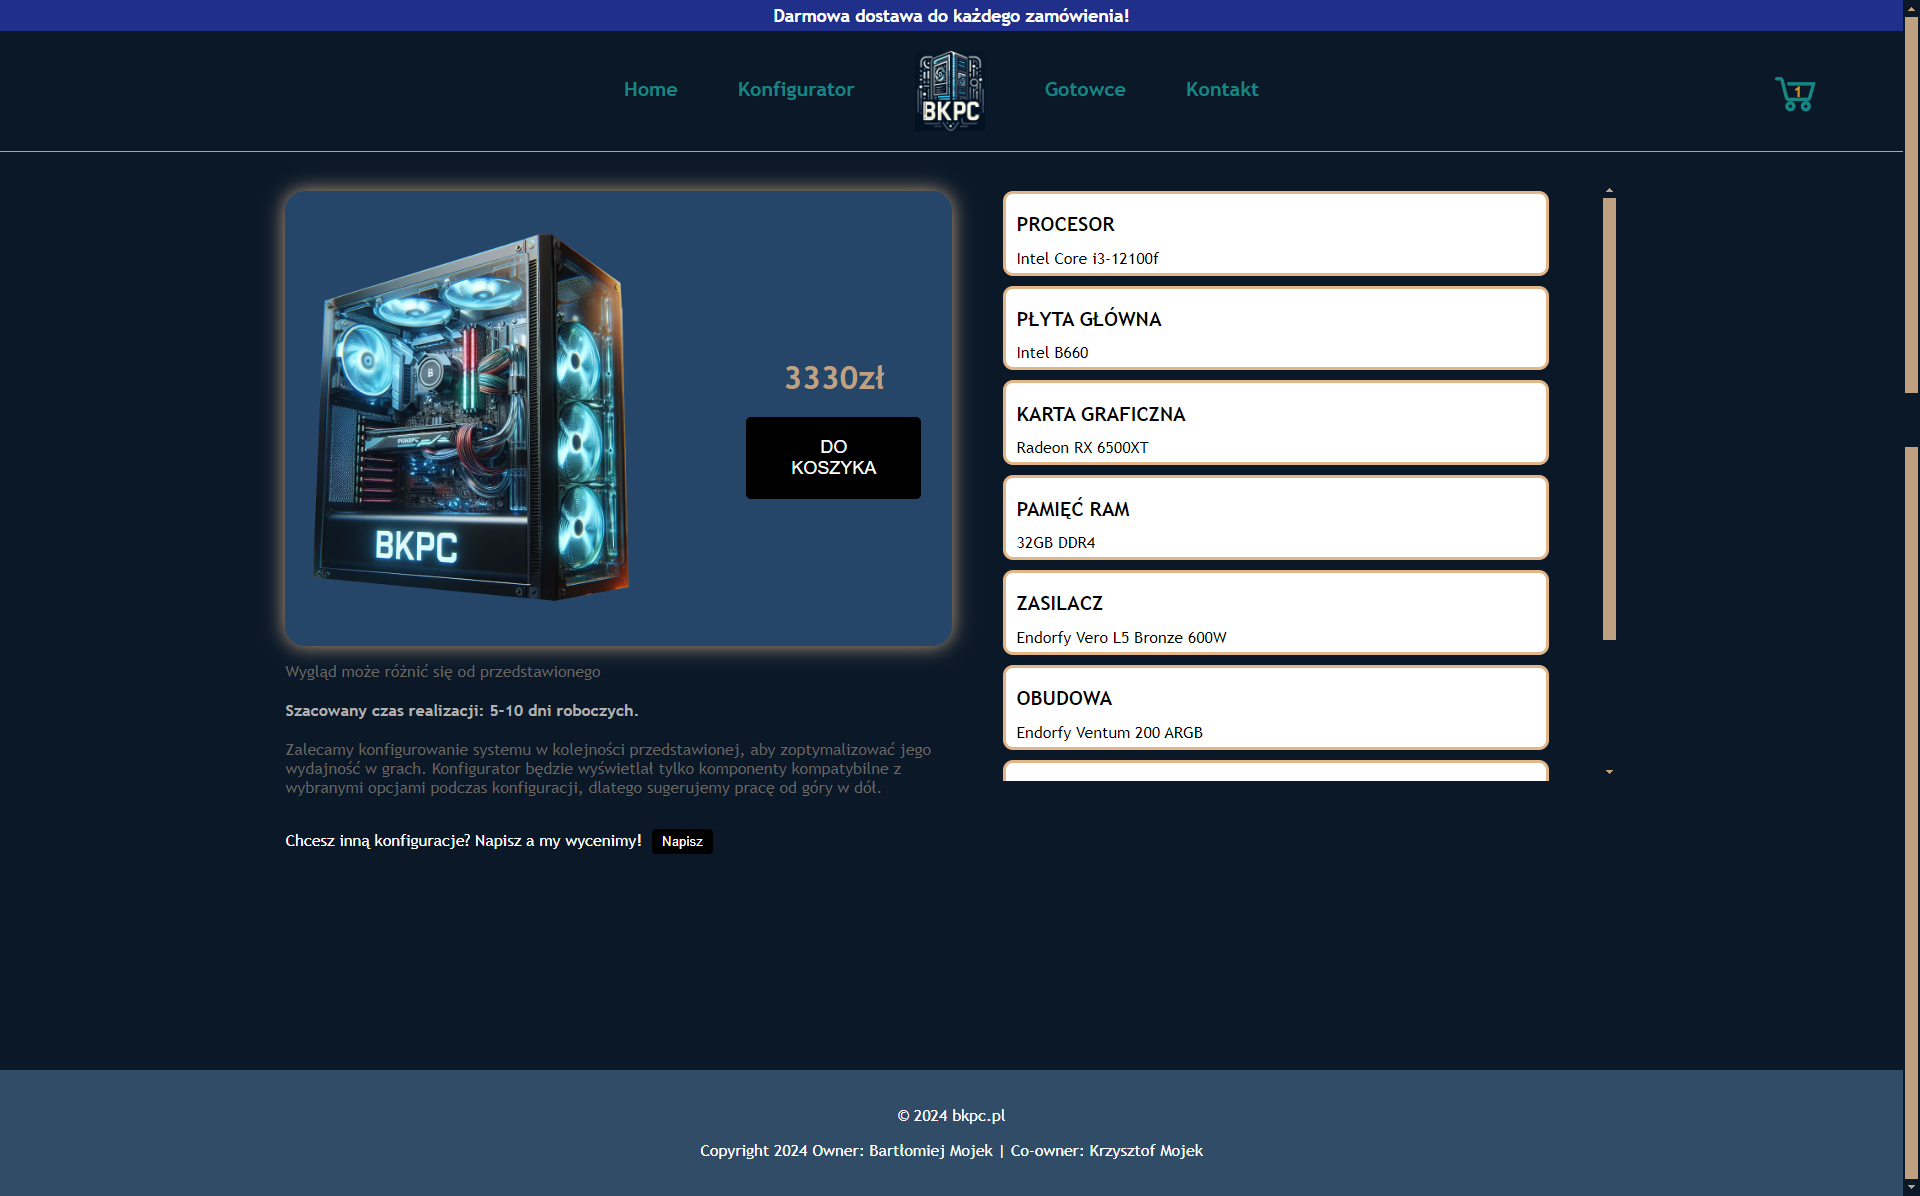 Darmowa dostawa do każdego zamówienia!
Home
Konfigurator
BKPC
Gotowce
Kontakt
1
B
BKPC
3330zł
DO
KOSZYKA
Wygląd może różnić się od przedstawionego
Szacowany czas realizacji: 5-10 dni roboczych.
Zalecamy konfigurowanie systemu w kolejności przedstawionej, aby zoptymalizować jego
wydajność w grach. Konfigurator będzie wyświetlał tylko komponenty kompatybilne z
wybranymi opcjami podczas konfiguracji, dlatego sugerujemy pracę od góry w dół.
Chcesz inną konfiguracje? Napisz a my wycenimy!
Napisz
PROCESOR
Intel Core i3-12100f
PŁYTA GŁÓWNA
Intel B660
KARTA GRAFICZNA
Radeon RX 6500XT
PAMIĘĆ RAM
32GB DDR4
ZASILACZ
Endorfy Vero L5 Bronze 600W
OBUDOWA
Endorfy Ventum 200 ARGB
© 2024 bkpc.pl
Copyright 2024 Owner: Bartłomiej Mojek | Co-owner: Krzysztof Mojek